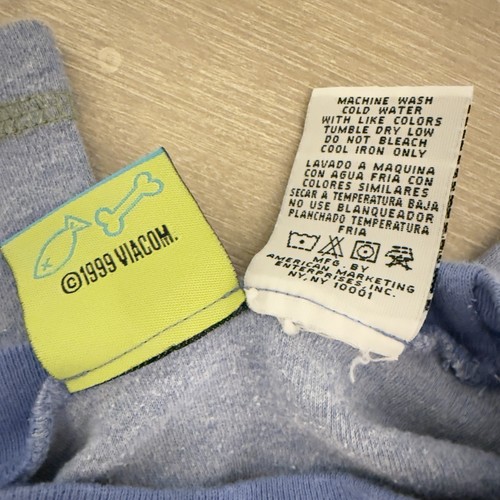 ©1999 VIACOM.
MACHINE WASH
COLD WATER
WITH LIKE COLORS
TUMBLE DRY LOW
DO NOT BLEACH
COOL IRON ONLY
LAVADO A MAQUINA
CON AGUA FRIA CON
COLORES SIMILARES
SECAR A TEMPERATURA BAJA
NO USE BLANQUEADOR
PLANCHADO TEMPERATURA
FRIA
MFG. BY
AMERICAN MARKETING
ENTERPRISES INC.
NY, NY 10001